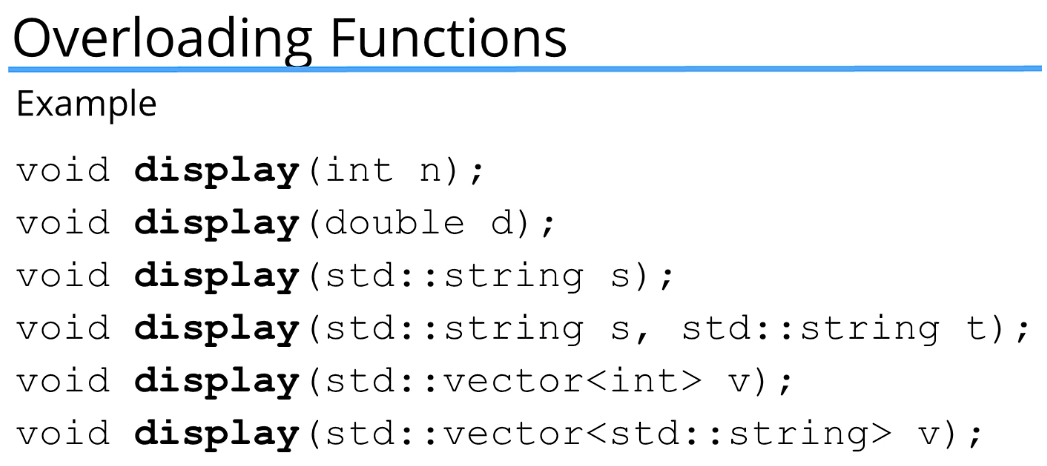 Overloading Functions
Example
void display(int n);
void display(double d);
void display(std::string s);
void display(std::string s, std::string t);
void display(std::vector<int> v);
void display(std::vector<std::string> v);